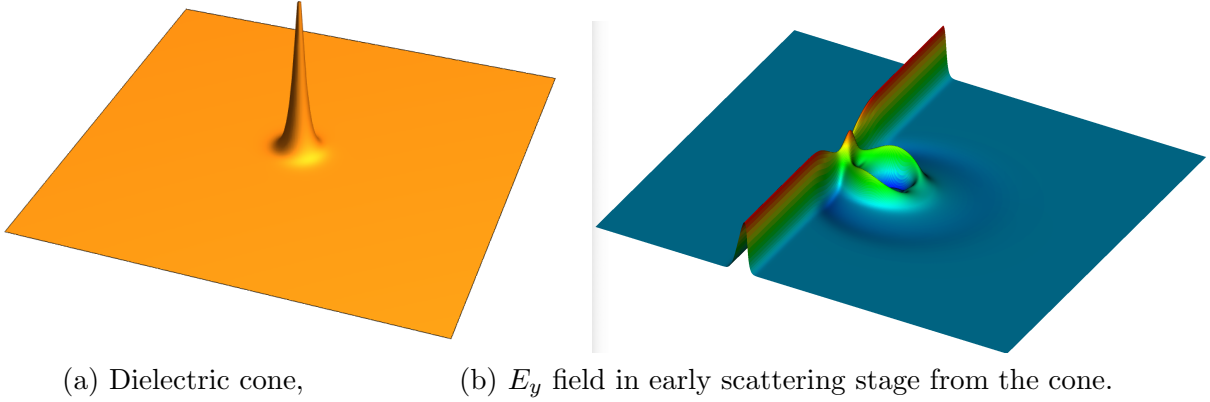 (a) Dielectric cone,
(b) E_y field in early scattering stage from the cone.